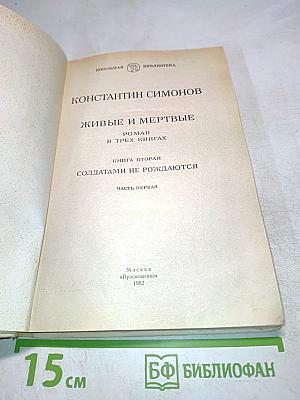 ШКОЛЬНАЯ БИБЛИОТЕКА
КОНСТАНТИН СИМОНОВ
ЖИВЫЕ И МЕРТВЫЕ
РОМАН
В ТРЕХ КНИГАХ
КНИГА ВТОРАЯ
СОЛДАТАМИ НЕ РОЖДАЮТСЯ
ЧАСТЬ ПЕРВАЯ
Москва
«Просвещение»
1982
15 см
БФ БИБЛИОФАН